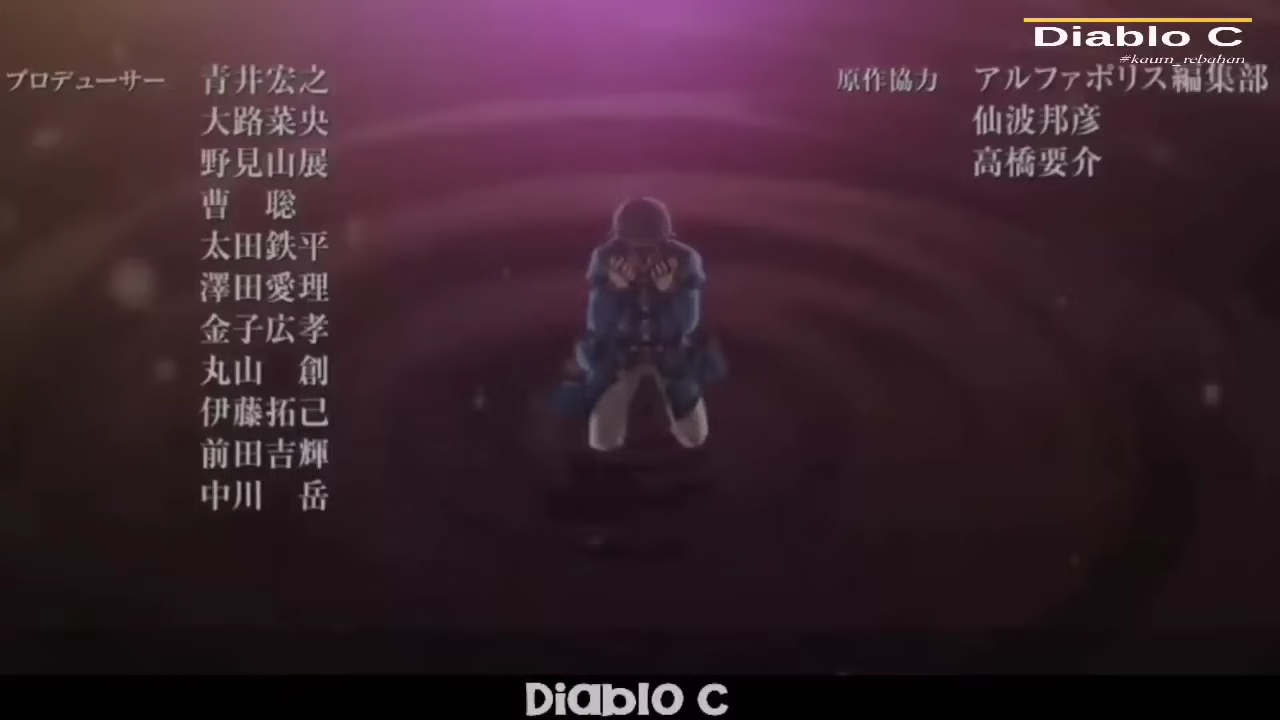 Diablo C
#kaum_rebahan
プロデューサー
青井宏之
大路菜央
野見山展
曹　聡
太田鉄平
澤田愛理
金子広孝
丸山　創
伊藤拓己
前田吉輝
中川　岳
原作協力
アルファポリス編集部
仙波邦彦
高橋要介
Diablo C